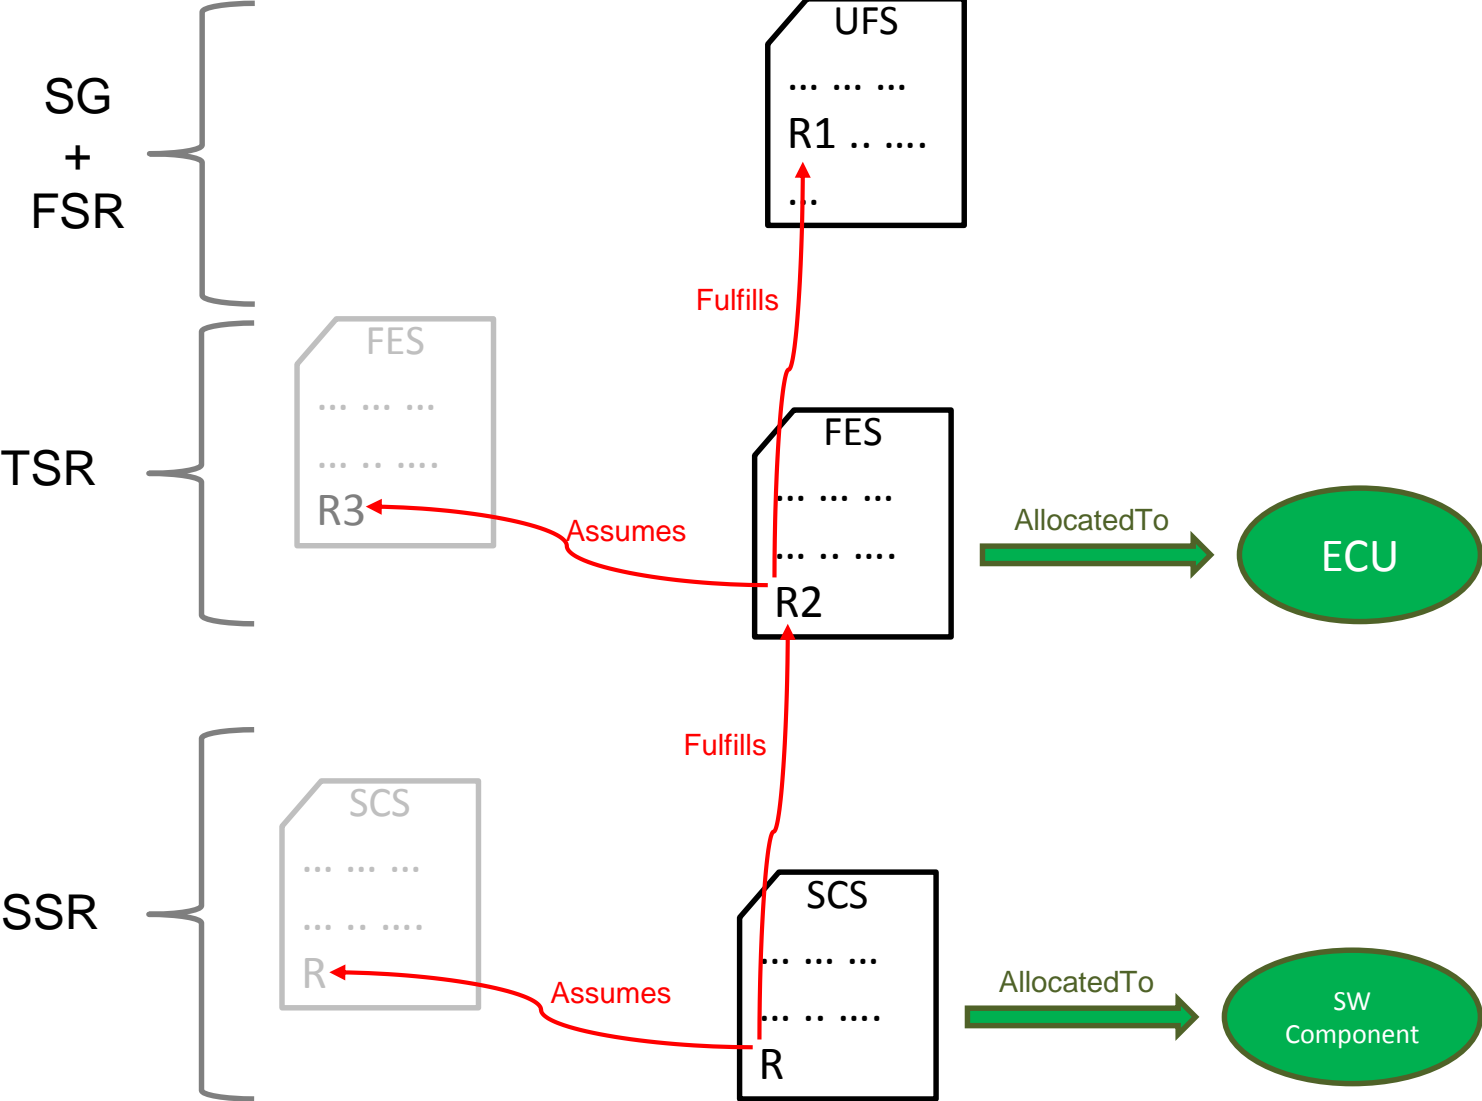 SG
+
FSR
UFS
... ... ...
R1 .. ....
...
Fulfills
TSR
FES
... ... ...
... .. ....
R3
Assumes
FES
... ... ...
... .. ....
R2
AllocatedTo
ECU
Fulfills
SSR
SCS
... ... ...
... .. ....
R
Assumes
SCS
... ... ...
... .. ....
R
AllocatedTo
SW
Component